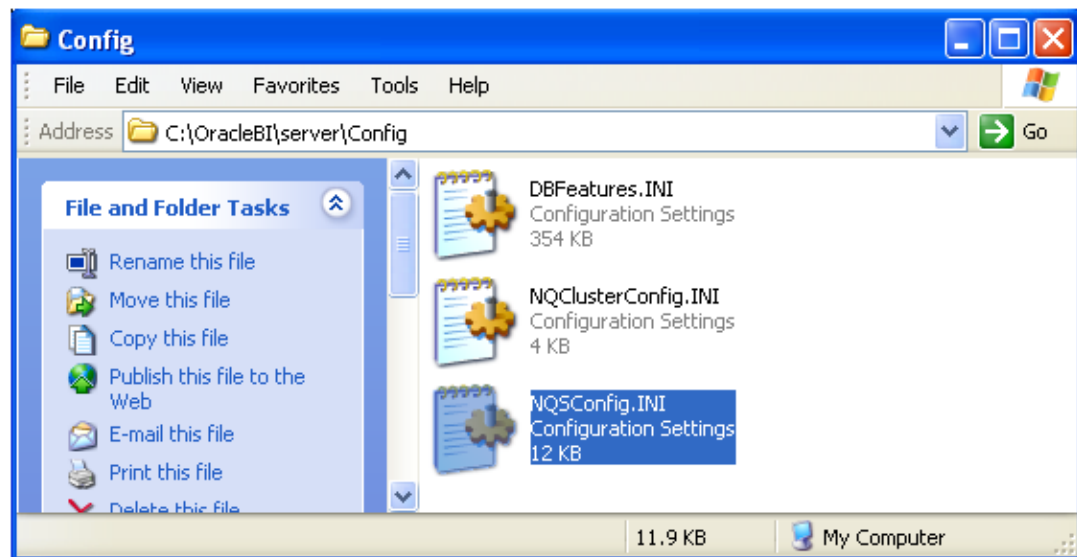 Config
File Edit View Favorites Tools Help
Address C:\OracleBI\server\Config Go
File and Folder Tasks
Rename this file
Move this file
Copy this file
Publish this file to the
Web
E-mail this file
Print this file
Delete this file
DBFeatures.INI
Configuration Settings
354 KB
NQClusterConfig.INI
Configuration Settings
4 KB
NQSConfig.INI
Configuration Settings
12 KB
11.9 KB My Computer